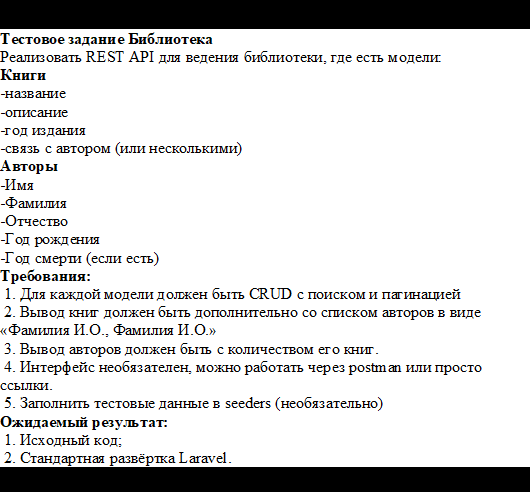 Тестовое задание Библиотека
Реализовать REST API для ведения библиотеки, где есть модели:
Книги
-название
-описание
-год издания
-связь с автором (или несколькими)
Авторы
-Имя
-Фамилия
-Отчество
-Год рождения
-Год смерти (если есть)
Требования:
1. Для каждой модели должен быть CRUD с поиском и пагинацией
2. Вывод книг должен быть дополнительно со списком авторов в виде
«Фамилия И.О., Фамилия И.О.»
3. Вывод авторов должен быть с количеством его книг.
4. Интерфейс необязателен, можно работать через postman или просто
ссылки.
5. Заполнить тестовые данные в seeders (необязательно)
Ожидаемый результат:
1. Исходный код;
2. Стандартная развёртка Laravel.